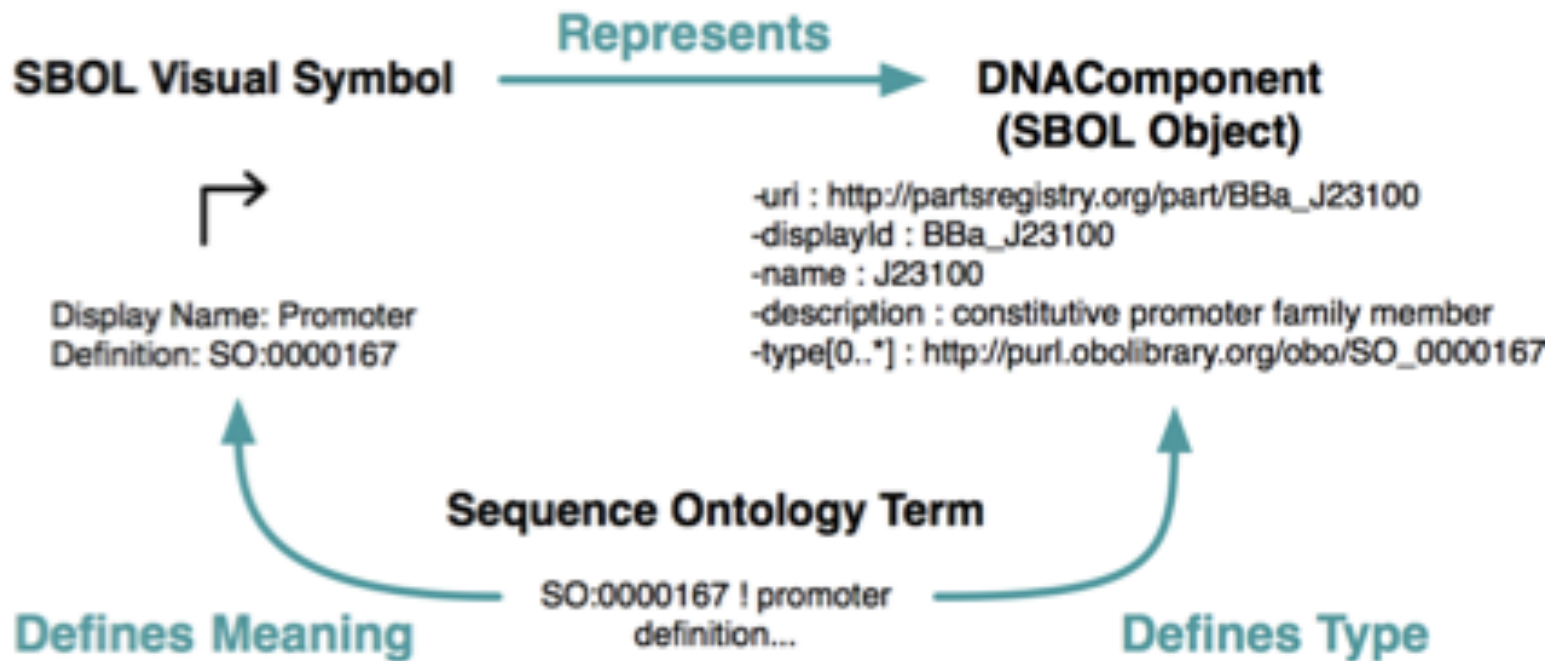 Represents
SBOL Visual Symbol
DNAComponent
(SBOL Object)
-uri : http://partsregistry.org/part/BBa_J23100
-displayId : BBa_J23100
-name : J23100
-description : constitutive promoter family member
-type[0..*] : http://purl.obolibrary.org/obo/SO_0000167
Display Name: Promoter
Definition: SO:0000167
Sequence Ontology Term
SO:0000167 ! promoter
definition...
Defines Meaning
Defines Type